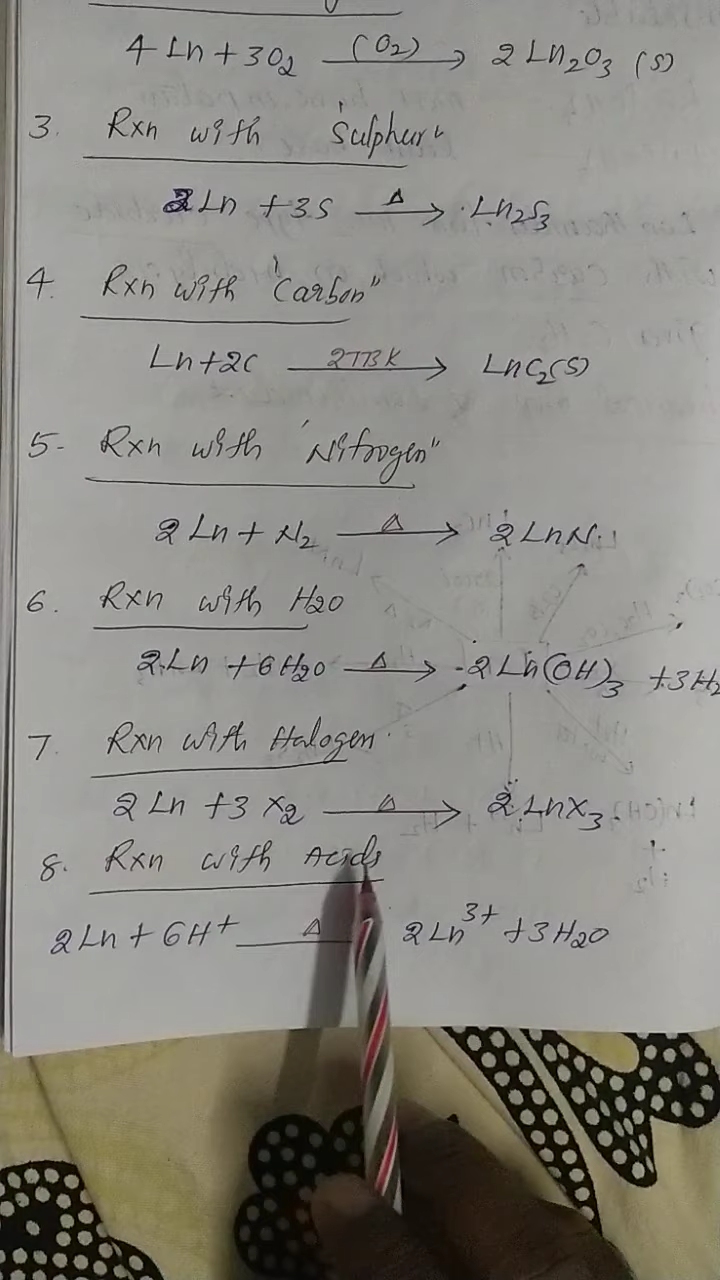 4 Ln + 3O2 (O2) → 2 Ln2O3 (S)
3. Rxn with 'Sulphur"
2Ln + 3S Δ → Ln2S3
4. Rxn with 'Carbon"
Ln+2C 2773K → LnC2(S)
5- Rxn with 'Nitrogen"
2 Ln + N2 Δ → 2 LnN
6. Rxn with H2O
2Ln + 6H2O Δ → 2 Ln(OH)3 + 3H2
7. Rxn with Halogen
2 Ln + 3 X2 Δ → 2 LnX3
8. Rxn with Acids
2Ln + 6H+ Δ 2Ln3+ + 3H2O